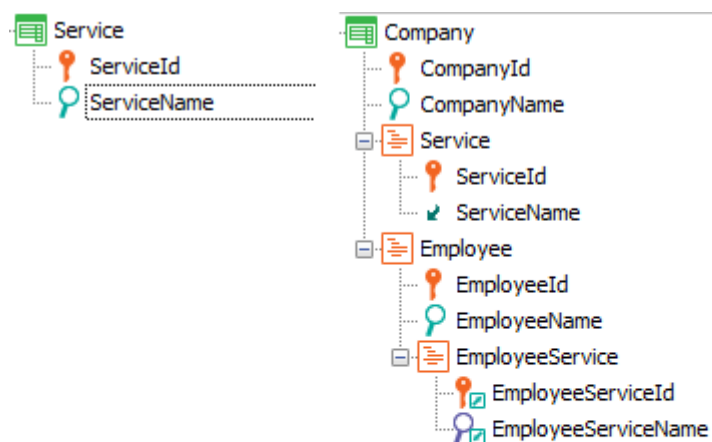 Service
ServiceId
ServiceName
Company
CompanyId
CompanyName
Service
ServiceId
ServiceName
Employee
EmployeeId
EmployeeName
EmployeeService
EmployeeServiceId
EmployeeServiceName